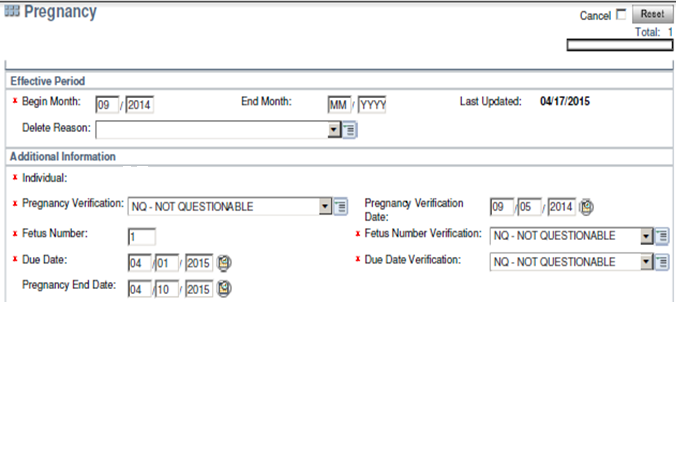 Pregnancy
Cancel Reset
Total: 1
Effective Period
x Begin Month: 09 / 2014 End Month: MM / YYYY Last Updated: 04/17/2015
Delete Reason:
Additional Information
x Individual:
x Pregnancy Verification: NQ - NOT QUESTIONABLE Pregnancy Verification Date: 09 / 05 / 2014
x Fetus Number: 1 x Fetus Number Verification: NQ - NOT QUESTIONABLE
x Due Date: 04 / 01 / 2015 x Due Date Verification: NQ - NOT QUESTIONABLE
Pregnancy End Date: 04 / 10 / 2015